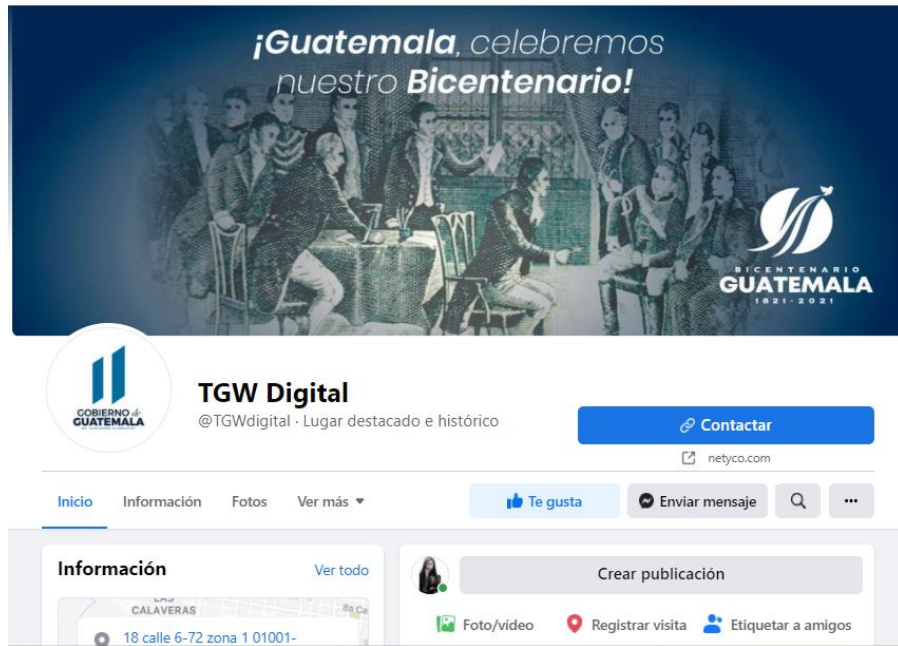 ¡Guatemala, celebremos
nuestro Bicentenario!
BICENTENARIO
GUATEMALA
1821-2021
GOBIERNO de
GUATEMALA
TGW Digital
@TGWdigital · Lugar destacado e histórico
Contactar
netyco.com
Inicio
Información
Fotos
Ver más
Te gusta
Enviar mensaje
Información
Ver todo
CALAVERAS
18 calle 6-72 zona 1 01001-
Crear publicación
Foto/vídeo
Registrar visita
Etiquetar a amigos